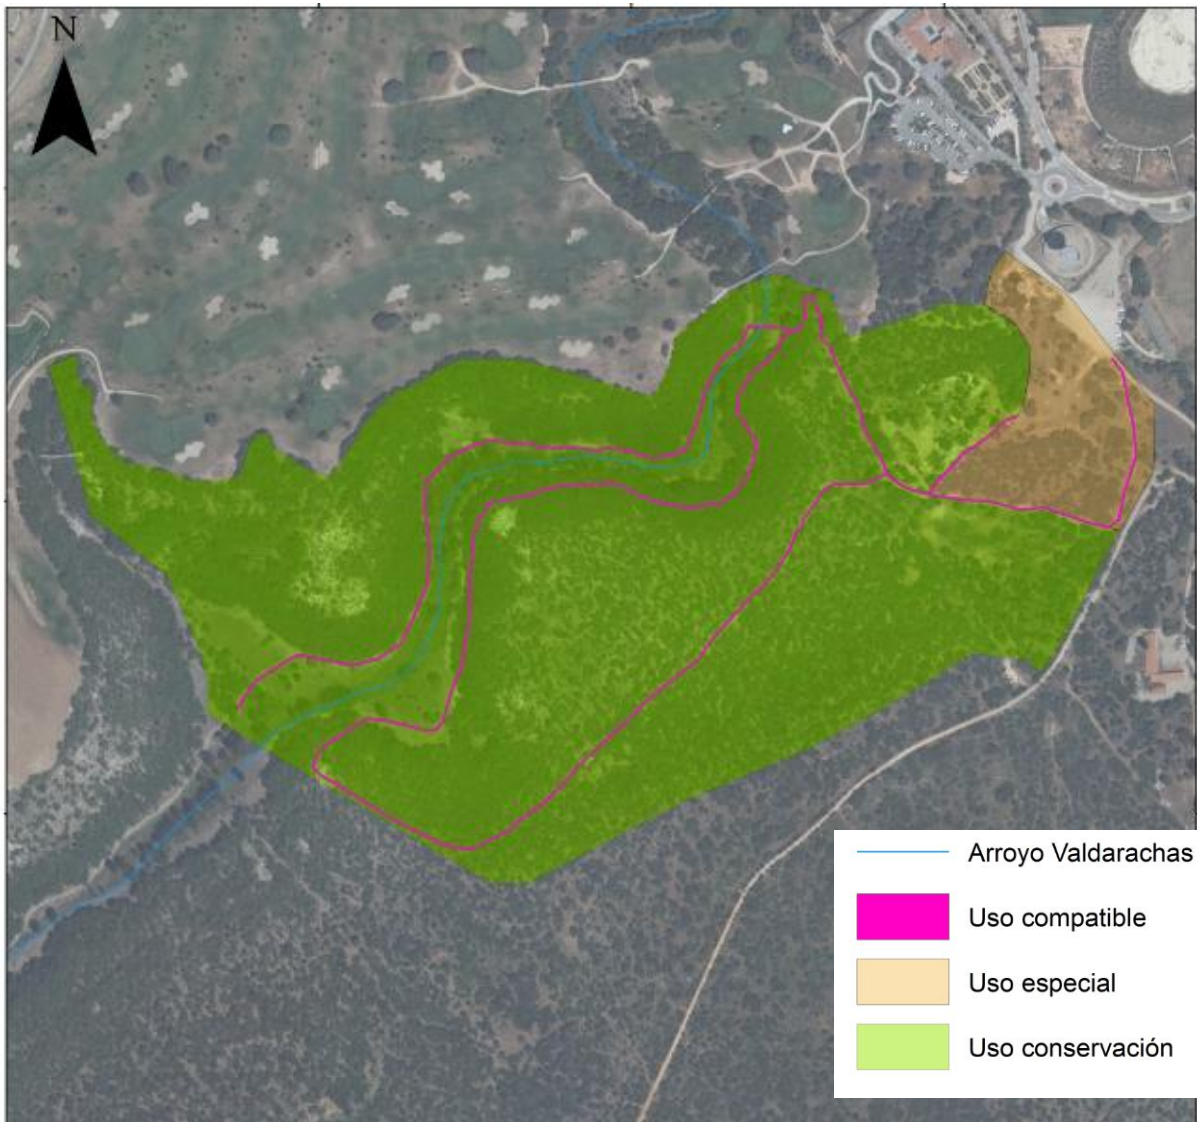 N
Arroyo Valdarachas
Uso compatible
Uso especial
Uso conservación